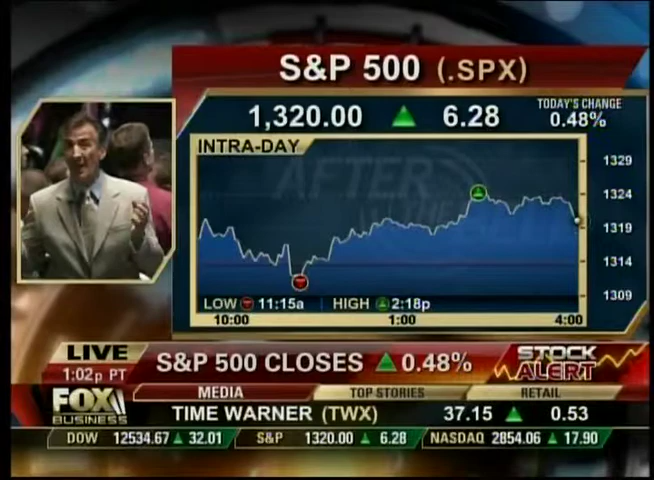 S&P 500 (.SPX)
1,320.00 6.28 TODAY'S CHANGE 0.48%
INTRA-DAY
AFTER
1329
1324
1319
1314
1309
LOW 11:15a HIGH 2:18p
10:00 1:00 4:00
LIVE
1:02p PT
S&P 500 CLOSES 0.48%
STOCK ALERT
FOX BUSINESS
MEDIA TOP STORIES RETAIL
TIME WARNER (TWX) 37.15 0.53
DOW 12534.67 32.01 S&P 1320.00 6.28 NASDAQ 2854.06 17.90